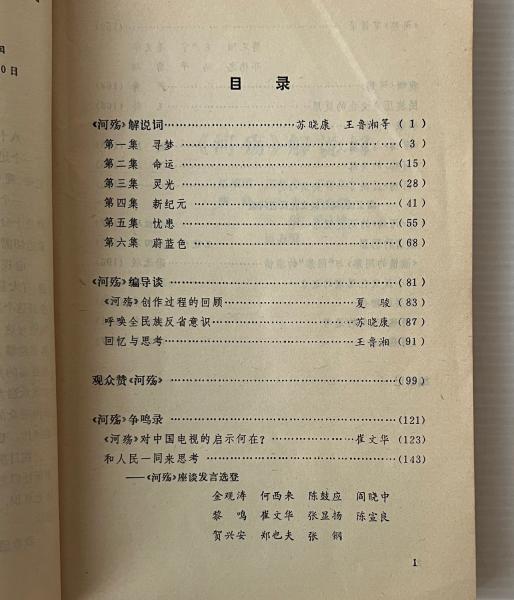 目 录
《河殇》解说词……………………苏晓康 王鲁湘等(1)
第一集 寻梦……………………………………(3)
第二集 命运……………………………………(15)
第三集 灵光……………………………………(28)
第四集 新纪元…………………………………(41)
第五集 忧患……………………………………(55)
第六集 蔚蓝色…………………………………(68)
《河殇》编导谈……………………………………(81)
《河殇》创作过程的回顾……………………夏 骏(83)
呼唤全民族反省意识……………………苏晓康(87)
回忆与思考………………………………王鲁湘(91)
观众赞《河殇》……………………………………(99)
《河殇》争鸣录……………………………………(121)
《河殇》对中国电视的启示何在?……………崔文华(123)
和人民一同来思考………………………………(143)
——《河殇》座谈发言选登
金观涛 何西来 陈鼓应 阎晓中
黎 鸣 崔文华 张显扬 陈宣良
贺兴安 郑也夫 张 钢
1
0日